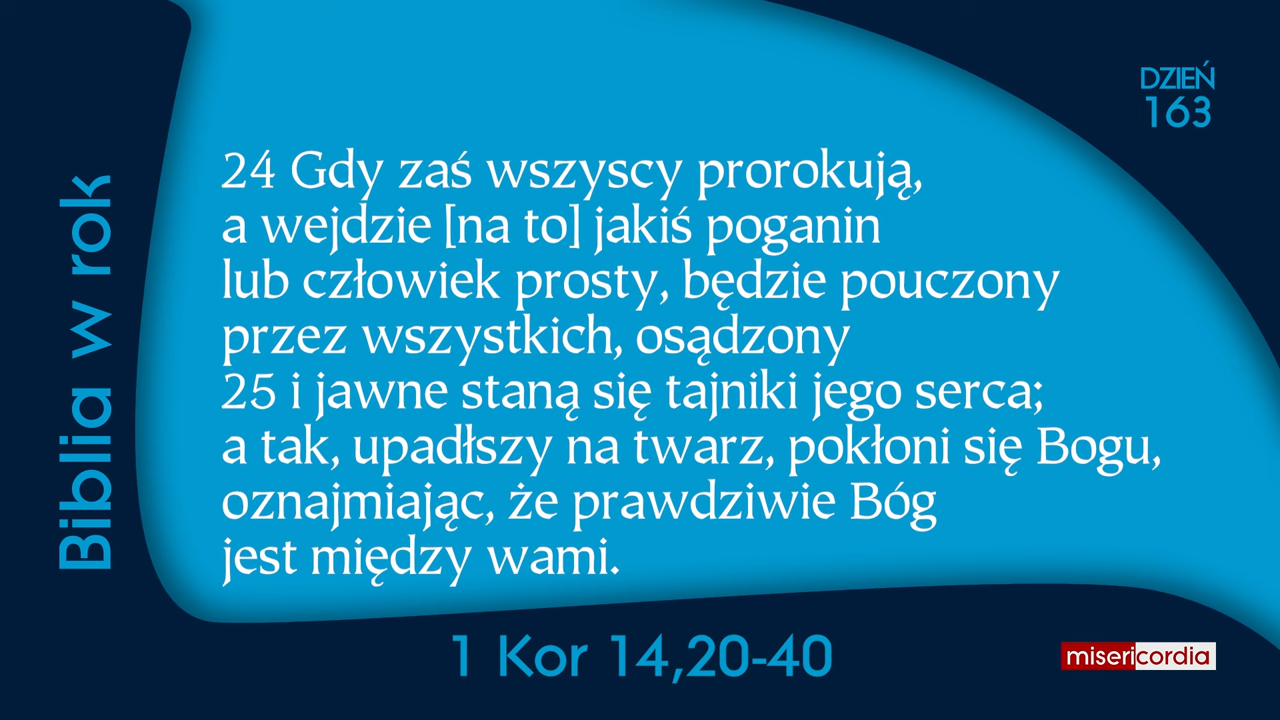 DZIEŃ
163
Biblia w rok
24 Gdy zaś wszyscy prorokują,
a wejdzie [na to] jakiś poganin
lub człowiek prosty, będzie pouczony
przez wszystkich, osądzony
25 i jawne staną się tajniki jego serca;
a tak, upadłszy na twarz, pokłoni się Bogu,
oznajmiając, że prawdziwie Bóg
jest między wami.
1 Kor 14,20-40
misericordia